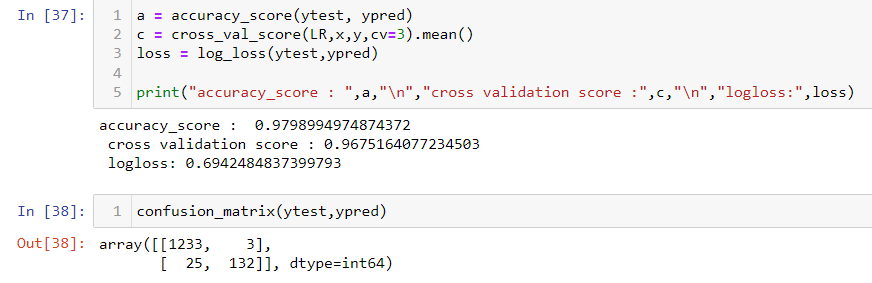 In [37]: 1 a = accuracy_score(ytest, ypred)
2 c = cross_val_score(LR,x,y,cv=3).mean()
3 loss = log_loss(ytest,ypred)
4
5 print("accuracy_score : ",a,"\n","cross validation score :",c,"\n","logloss:",loss)
accuracy_score :  0.9798994974874372
cross validation score : 0.9675164077234503
logloss: 0.6942484837399793
In [38]: 1 confusion_matrix(ytest,ypred)
Out[38]: array([[1233,    3],
[  25,  132]], dtype=int64)